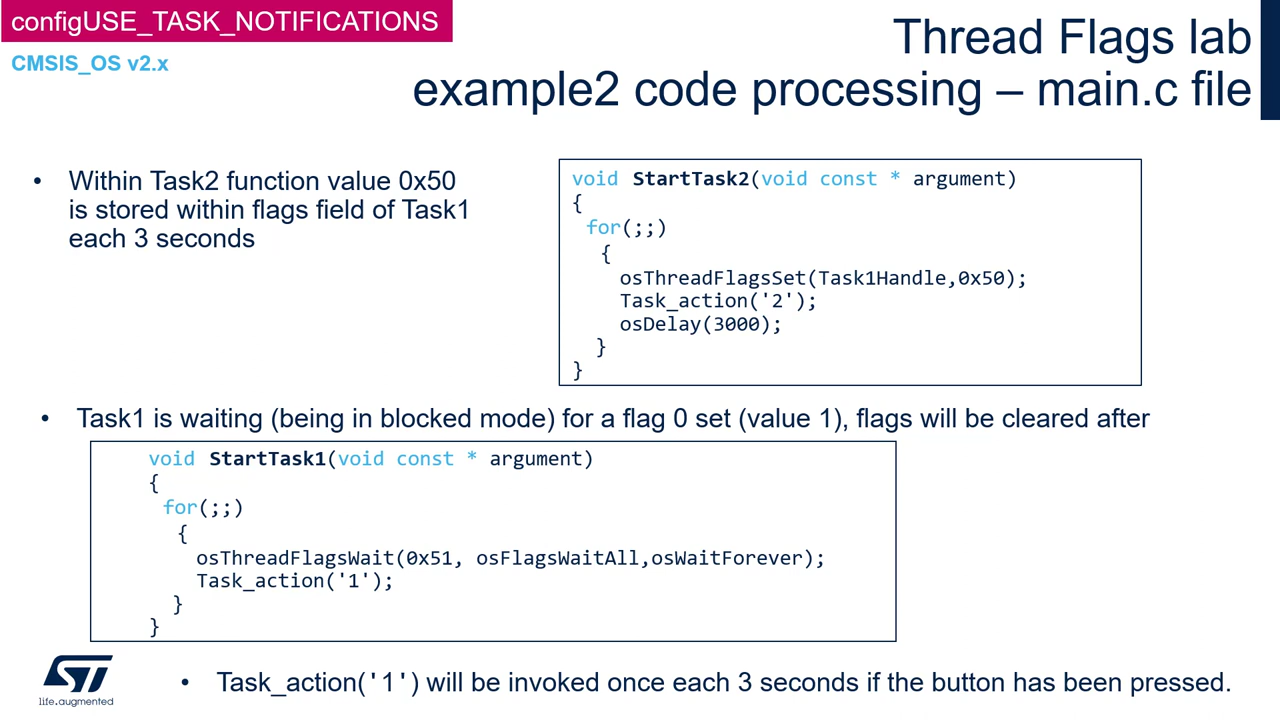 configUSE_TASK_NOTIFICATIONS
CMSIS_OS v2.x
Thread Flags lab
example2 code processing – main.c file
• Within Task2 function value 0x50
is stored within flags field of Task1
each 3 seconds
void StartTask2(void const * argument)
{
for(;;)
{
osThreadFlagsSet(Task1Handle,0x50);
Task_action('2');
osDelay(3000);
}
}
• Task1 is waiting (being in blocked mode) for a flag 0 set (value 1), flags will be cleared after
void StartTask1(void const * argument)
{
for(;;)
{
osThreadFlagsWait(0x51, osFlagsWaitAll,osWaitForever);
Task_action('1');
}
}
ST
life.augmented
• Task_action('1') will be invoked once each 3 seconds if the button has been pressed.